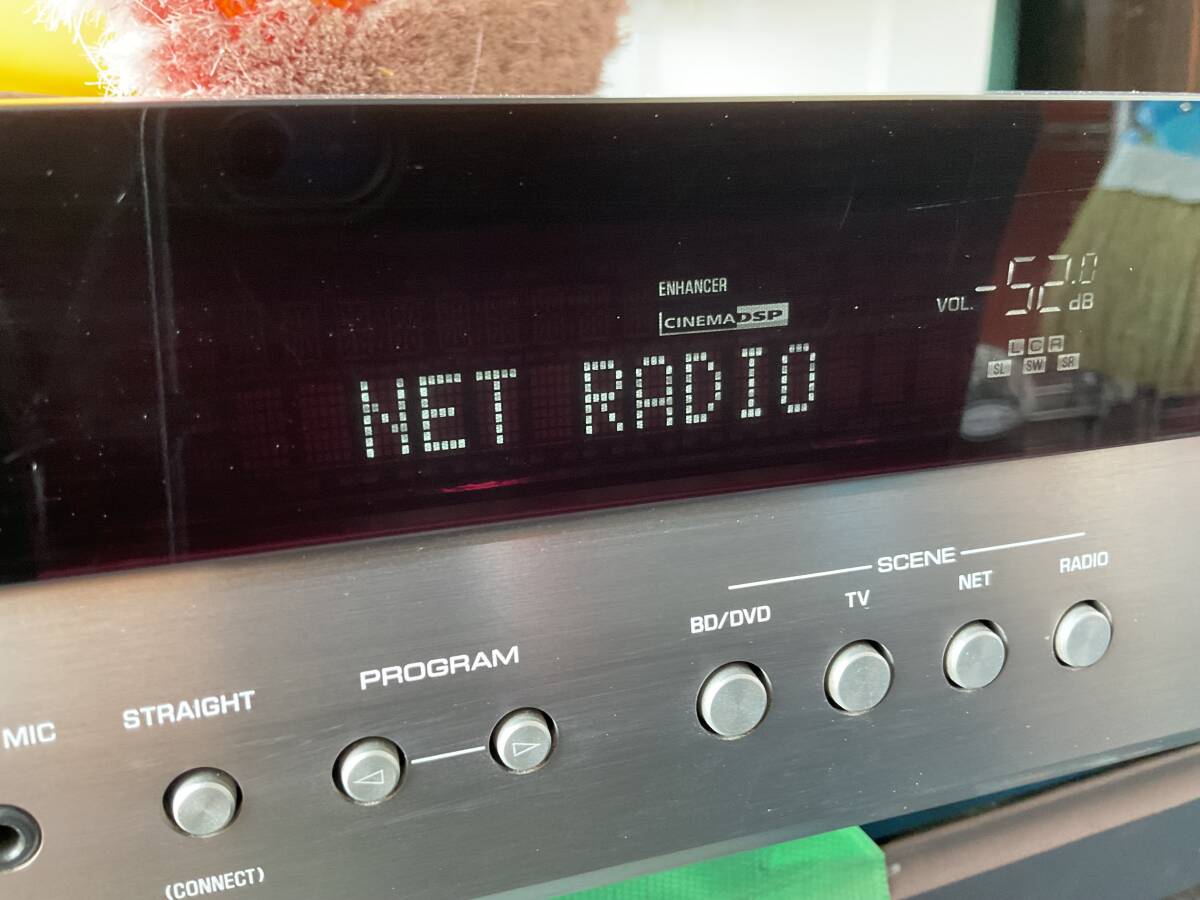 ENHANCER
CINEMA DSP
VOL. -52.0 dB
L C R
SL SW SR
NET RADIO
SCENE
BD/DVD TV NET RADIO
PROGRAM
STRAIGHT
MIC
(CONNECT)